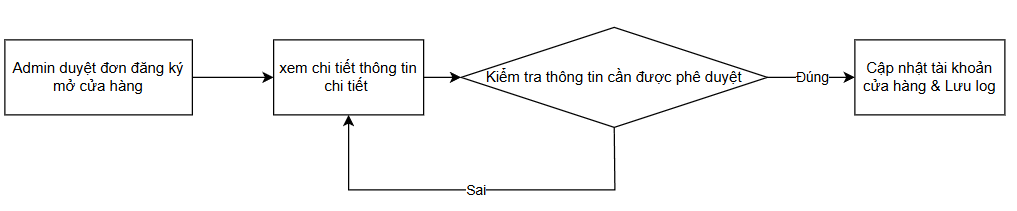 Admin duyệt đơn đăng ký
mở cửa hàng
xem chi tiết thông tin
chi tiết
Kiểm tra thông tin cần được phê duyệt
Đúng
Cập nhật tài khoản
cửa hàng & Lưu log
Sai